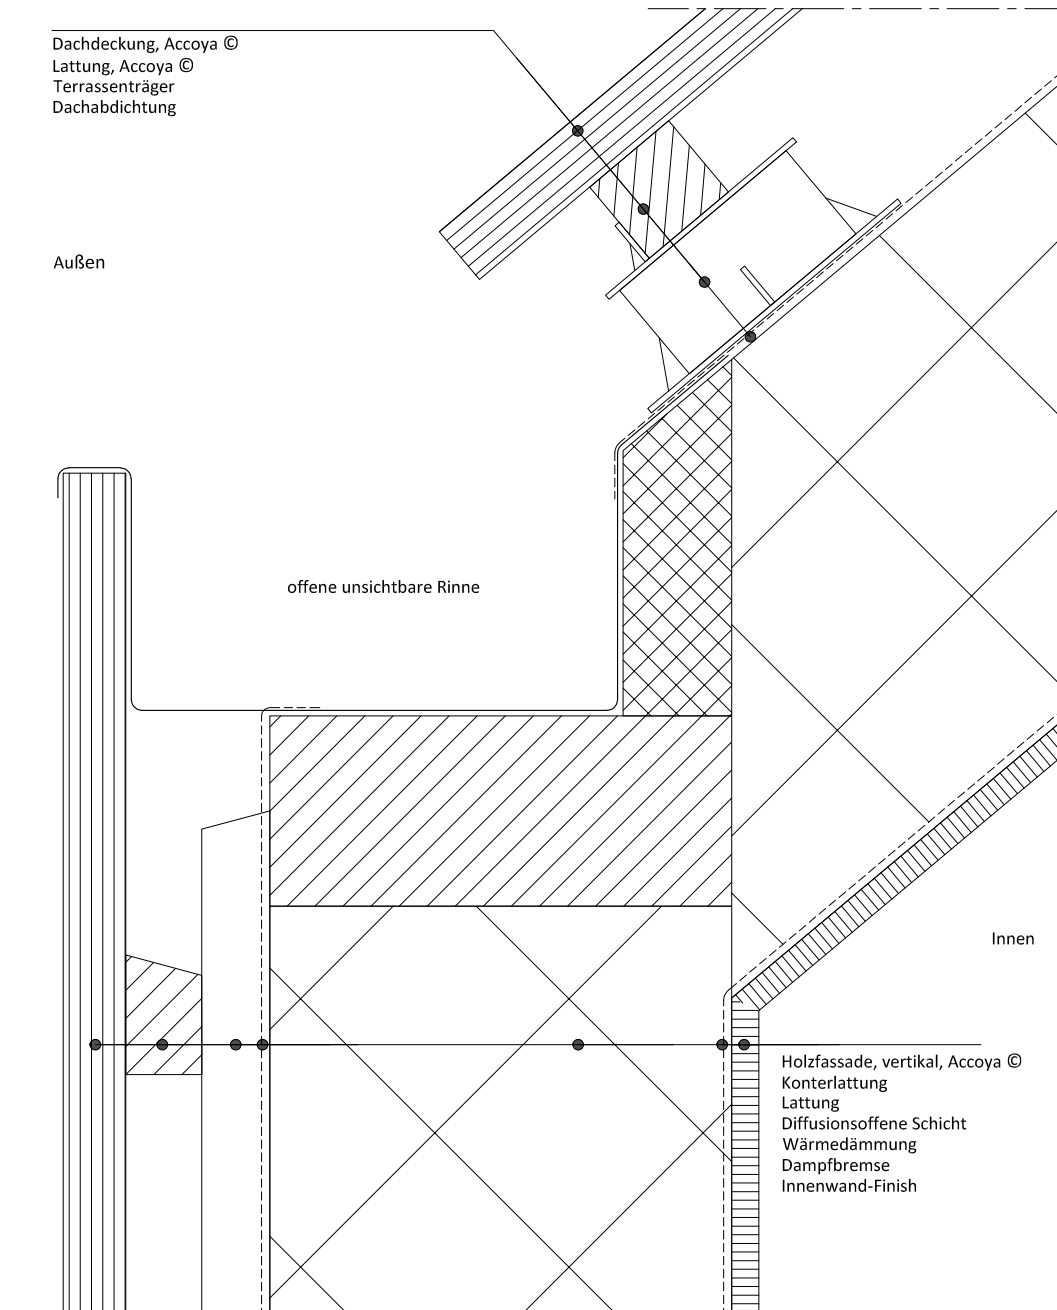 Dachdeckung, Accoya ©
Lattung, Accoya ©
Terrassenträger
Dachabdichtung
Außen
offene unsichtbare Rinne
Innen
Holzfassade, vertikal, Accoya ©
Konterlattung
Lattung
Diffusionsoffene Schicht
Wärmedämmung
Dampfbremse
Innenwand-Finish